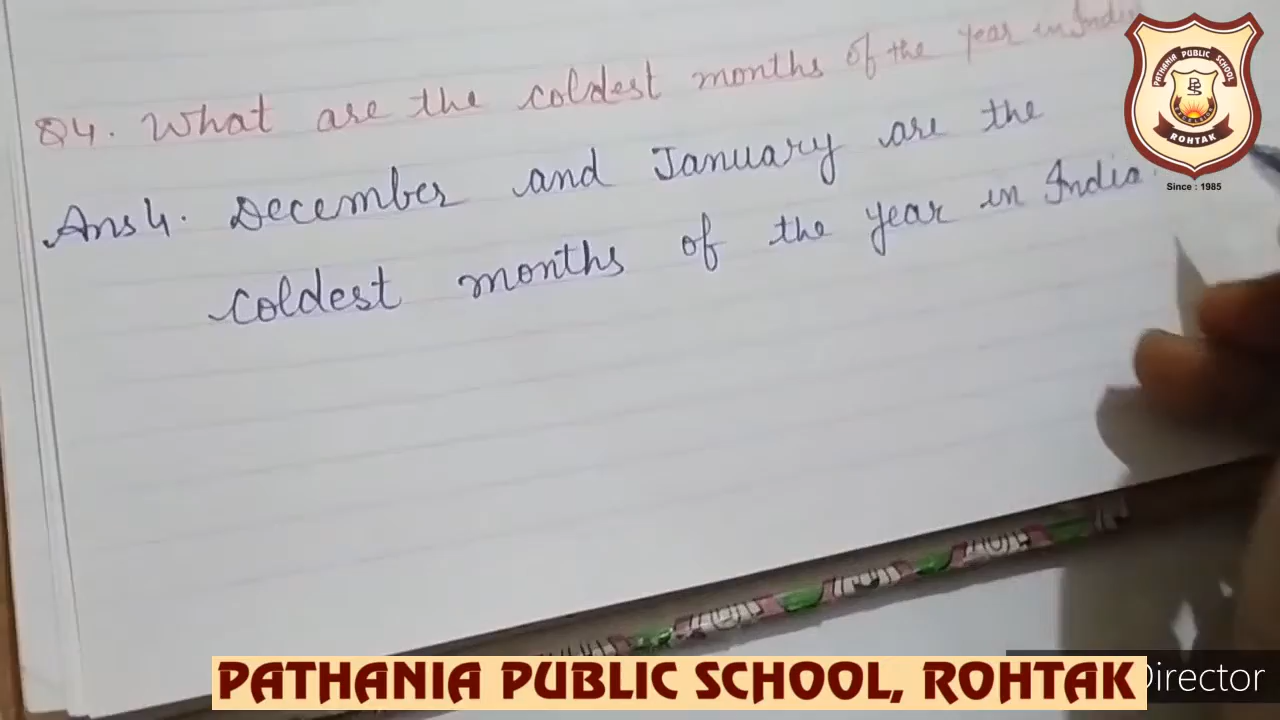 Q4. What are the coldest months of the year in India
Ans4. December and January are the
coldest months of the year in India.
PATHANIA PUBLIC SCHOOL
ROHTAK
Since : 1985
PATHANIA PUBLIC SCHOOL, ROHTAK
Director